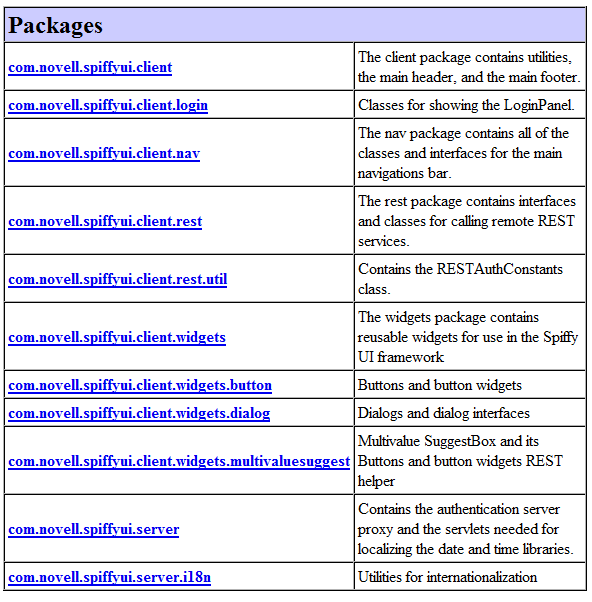 Packages
com.novell.spiffyui.client
The client package contains utilities,
the main header, and the main footer.
com.novell.spiffyui.client.login
Classes for showing the LoginPanel.
com.novell.spiffyui.client.nav
The nav package contains all of the
classes and interfaces for the main
navigations bar.
com.novell.spiffyui.client.rest
The rest package contains interfaces
and classes for calling remote REST
services.
com.novell.spiffyui.client.rest.util
Contains the RESTAuthConstants
class.
com.novell.spiffyui.client.widgets
The widgets package contains
reusable widgets for use in the Spiffy
UI framework
com.novell.spiffyui.client.widgets.button
Buttons and button widgets
com.novell.spiffyui.client.widgets.dialog
Dialogs and dialog interfaces
com.novell.spiffyui.client.widgets.multivaluesuggest
Multivalue SuggestBox and its
Buttons and button widgets REST
helper
com.novell.spiffyui.server
Contains the authentication server
proxy and the servlets needed for
localizing the date and time libraries.
com.novell.spiffyui.server.i18n
Utilities for internationalization